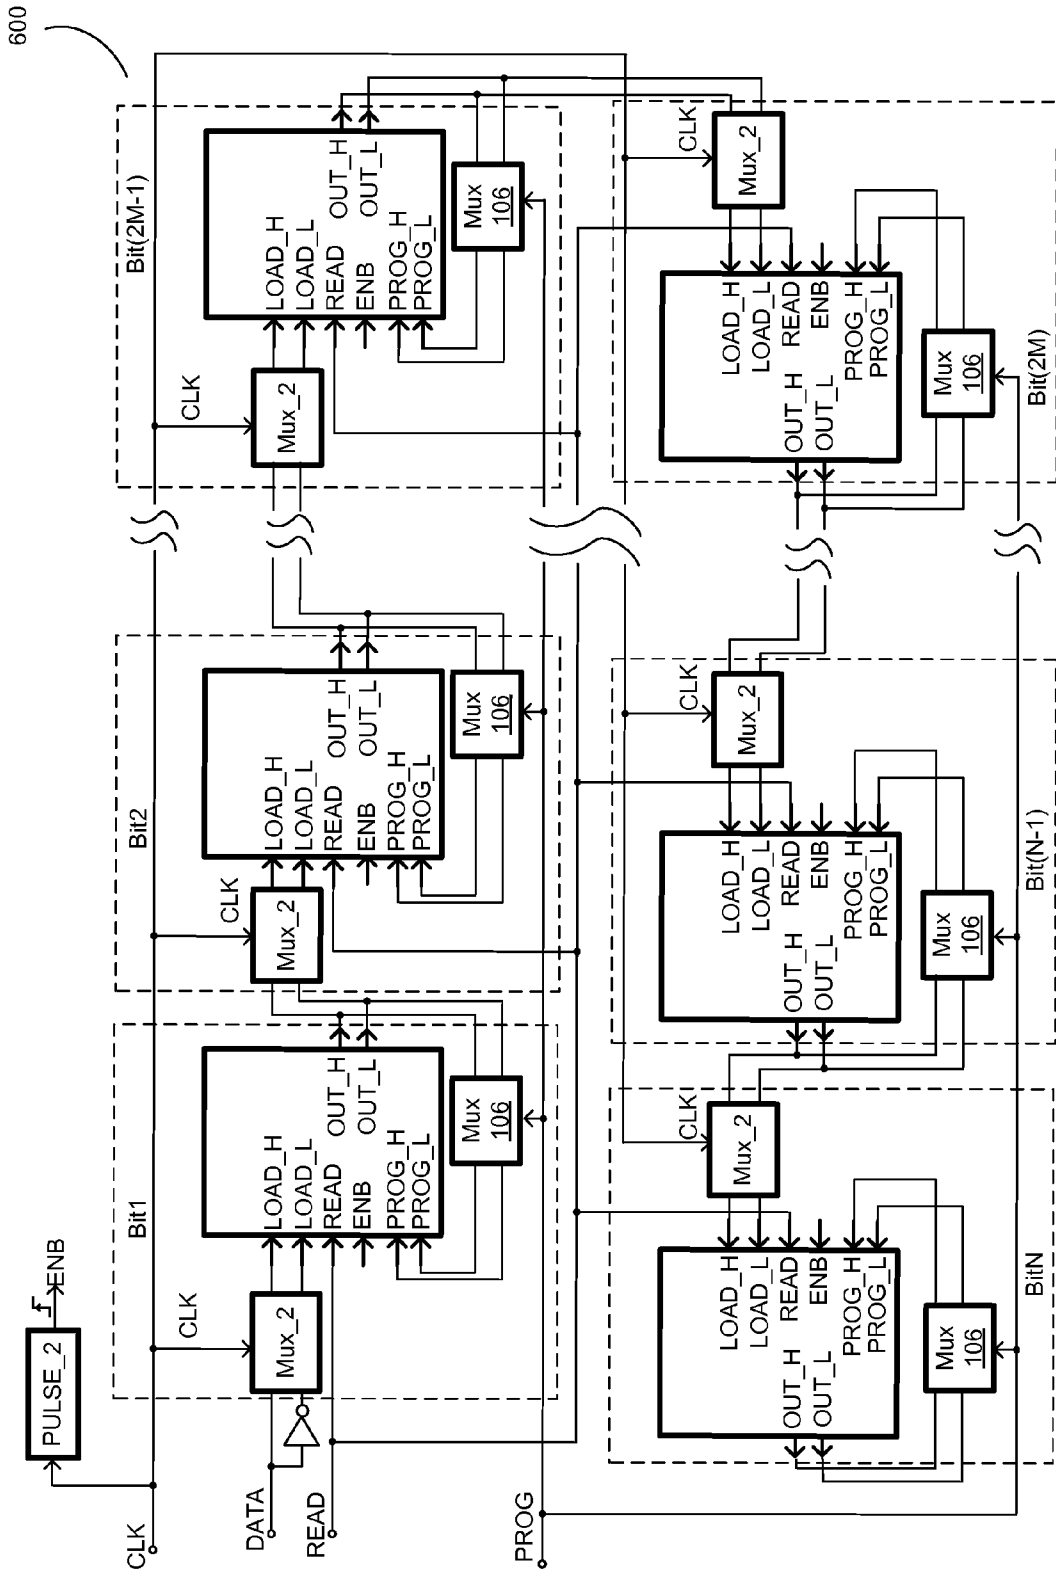 600
PULSE_2
ENB
CLK
DATA
READ
PROG
Bit1
CLK
Mux_2
LOAD_H
LOAD_L
READ
ENB
PROG_H
PROG_L
OUT_H
OUT_L
Mux
106
Bit2
CLK
Mux_2
LOAD_H
LOAD_L
READ
ENB
PROG_H
PROG_L
OUT_H
OUT_L
Mux
106
Bit(2M-1)
CLK
Mux_2
LOAD_H
LOAD_L
READ
ENB
PROG_H
PROG_L
OUT_H
OUT_L
Mux
106
BitN
CLK
Mux_2
LOAD_H
LOAD_L
READ
ENB
PROG_H
PROG_L
OUT_H
OUT_L
Mux
106
Bit(N-1)
CLK
Mux_2
LOAD_H
LOAD_L
READ
ENB
PROG_H
PROG_L
OUT_H
OUT_L
Mux
106
Bit(2M)
CLK
Mux_2
LOAD_H
LOAD_L
READ
ENB
PROG_H
PROG_L
OUT_H
OUT_L
Mux
106